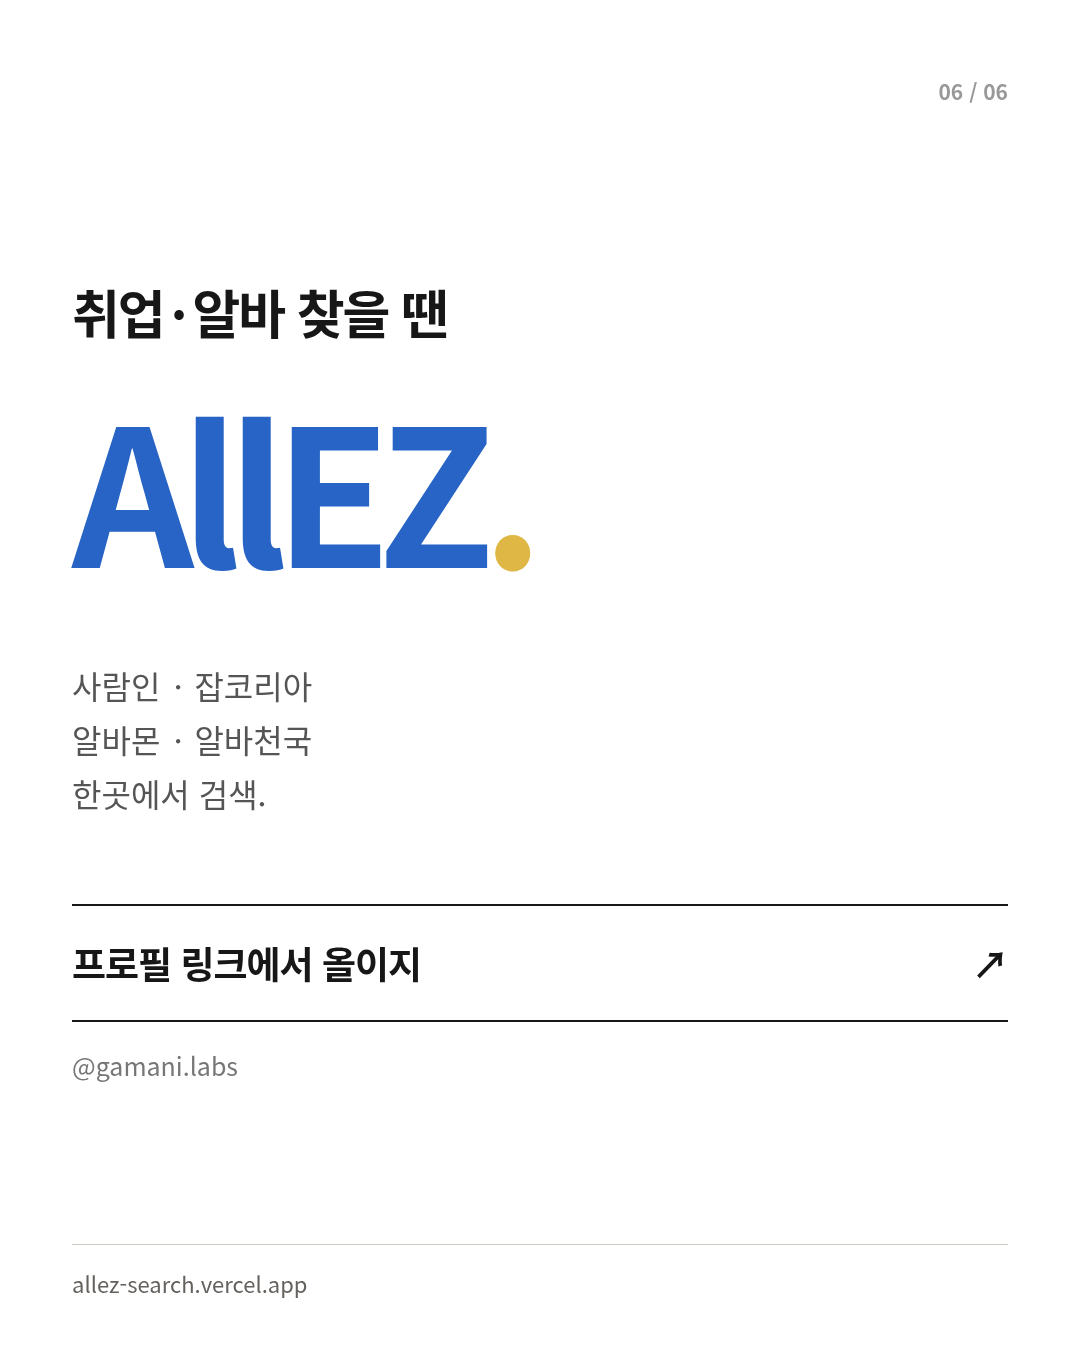 06 / 06
취업·알바 찾을 땐
AllEZ.
사람인 · 잡코리아
알바몬 · 알바천국
한곳에서 검색.
프로필 링크에서 올이지 ↗
@gamani.labs
allez-search.vercel.app